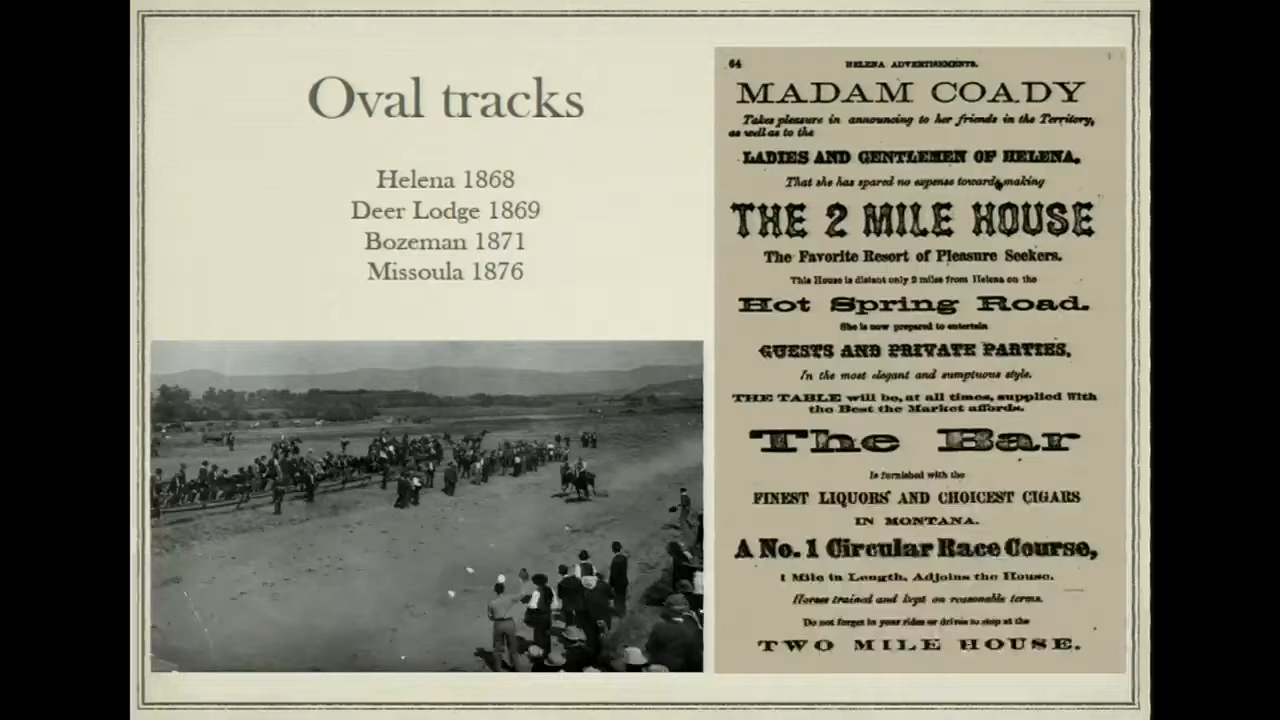 Oval tracks
Helena 1868
Deer Lodge 1869
Bozeman 1871
Missoula 1876
64
HELENA ADVERTISEMENTS.
MADAM COADY
Takes pleasure in announcing to her friends in the Territory,
as well as to the
LADIES AND GENTLEMEN OF HELENA,
That she has spared no expense towards making
THE 2 MILE HOUSE
The Favorite Resort of Pleasure Seekers.
This House is distant only 2 miles from Helena on the
Hot Spring Road.
She is now prepared to entertain
GUESTS AND PRIVATE PARTIES,
In the most elegant and sumptuous style.
THE TABLE will be, at all times, supplied With
the Best the Market affords.
The Bar
Is furnished with the
FINEST LIQUORS AND CHOICEST CIGARS
IN MONTANA.
A No. 1 Circular Race Course,
1 Mile in Length, Adjoins the House.
Horses trained and kept on reasonable terms.
Do not forget in your rides or drives to stop at the
TWO MILE HOUSE.